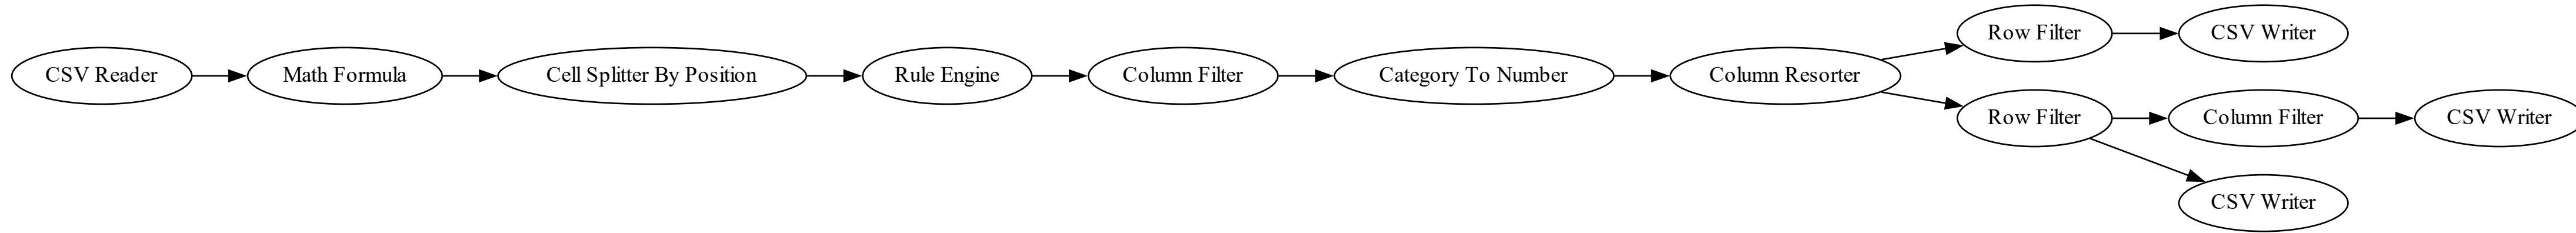 CSV Reader
Math Formula
Cell Splitter By Position
Rule Engine
Column Filter
Category To Number
Column Resorter
Row Filter
CSV Writer
Row Filter
Column Filter
CSV Writer
CSV Writer